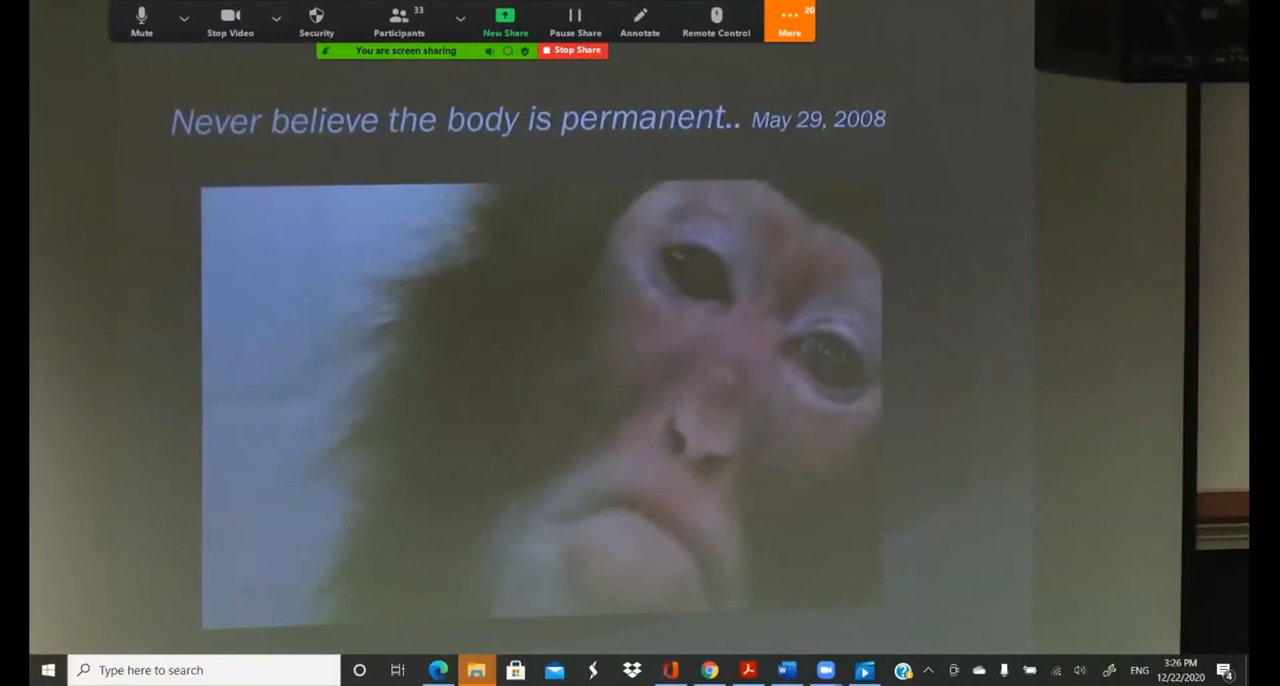 33
20
Mute
Stop Video
Security
Participants
New Share
Pause Share
Annotate
Remote Control
More
You are screen sharing
Stop Share
Never believe the body is permanent.. May 29, 2008
Type here to search
ENG
3:26 PM
12/22/2020
4